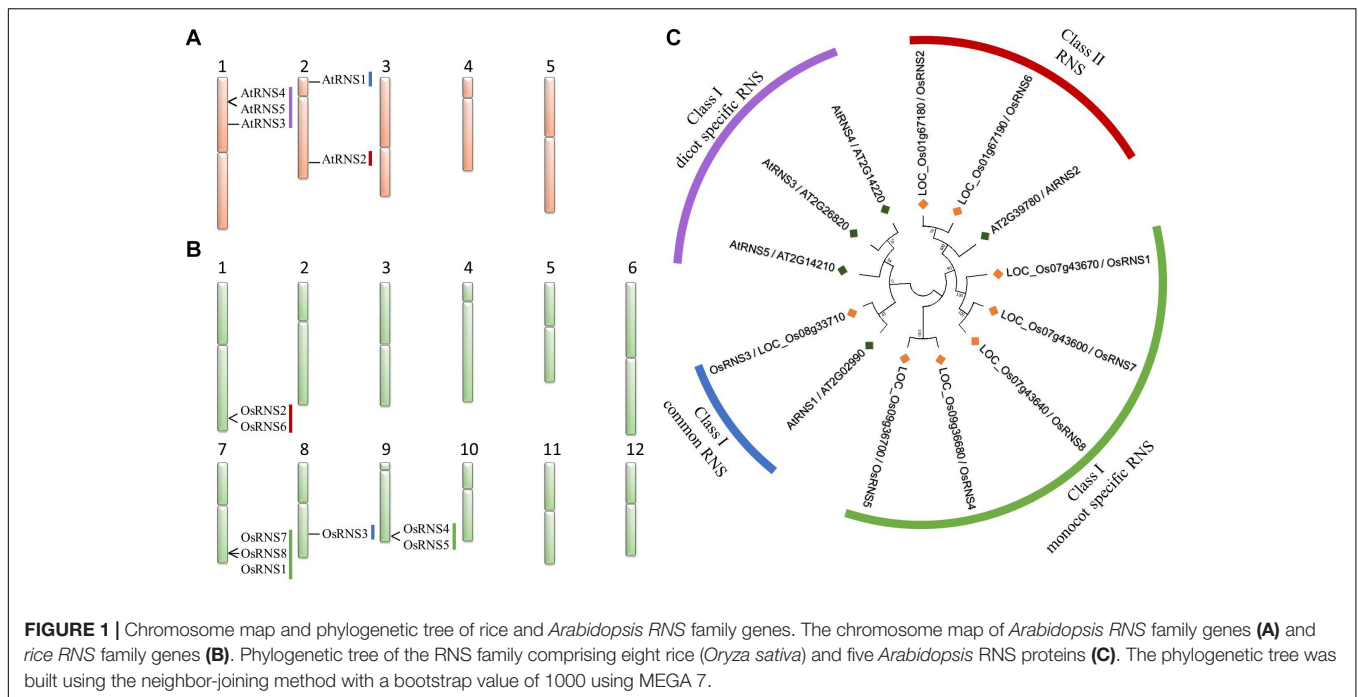 A
1
2
3
4
5
AtRNS4
AtRNS5
AtRNS3
AtRNS1
AtRNS2
B
1
2
3
4
5
6
OsRNS2
OsRNS6
7
8
9
10
11
12
OsRNS7
OsRNS8
OsRNS1
OsRNS3
OsRNS4
OsRNS5
C
Class I
dicot specific RNS
Class II
RNS
Class I
monocot specific RNS
Class I
common RNS
AtRNS4 / AT2G14220
AtRNS3 / AT2G26820
AtRNS5 / AT2G14210
OsRNS3 / LOC_Os08g33710
AtRNS1 / AT2G02990
LOC_Os09g36700 / OsRNS5
LOC_Os09g36680 / OsRNS4
LOC_Os07g43640 / OsRNS8
LOC_Os07g43600 / OsRNS7
LOC_Os07g43670 / OsRNS1
AT2G39780 / AtRNS2
LOC_Os01g67190 / OsRNS6
LOC_Os01g67180 / OsRNS2
FIGURE 1 | Chromosome map and phylogenetic tree of rice and Arabidopsis RNS family genes. The chromosome map of Arabidopsis RNS family genes (A) and
rice RNS family genes (B). Phylogenetic tree of the RNS family comprising eight rice (Oryza sativa) and five Arabidopsis RNS proteins (C). The phylogenetic tree was
built using the neighbor-joining method with a bootstrap value of 1000 using MEGA 7.